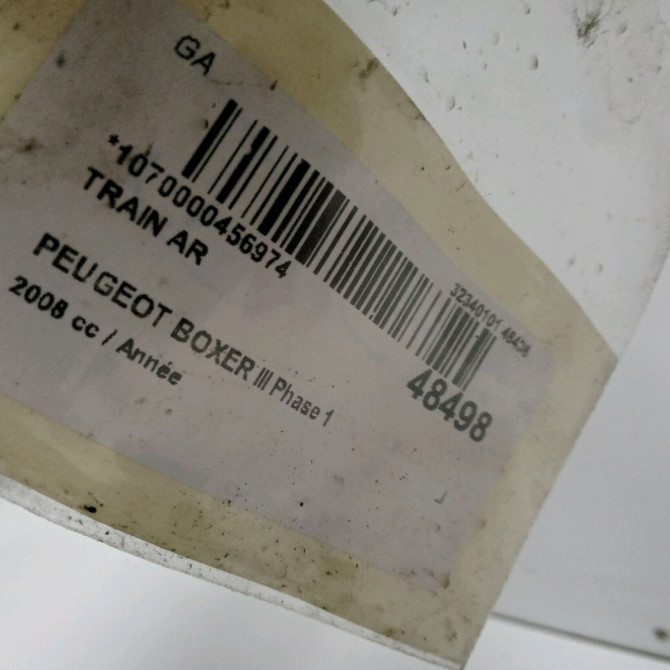 GA
*1070000456974
32340101 48498
TRAIN AR
48498
PEUGEOT BOXER III Phase 1
2008 cc / Année